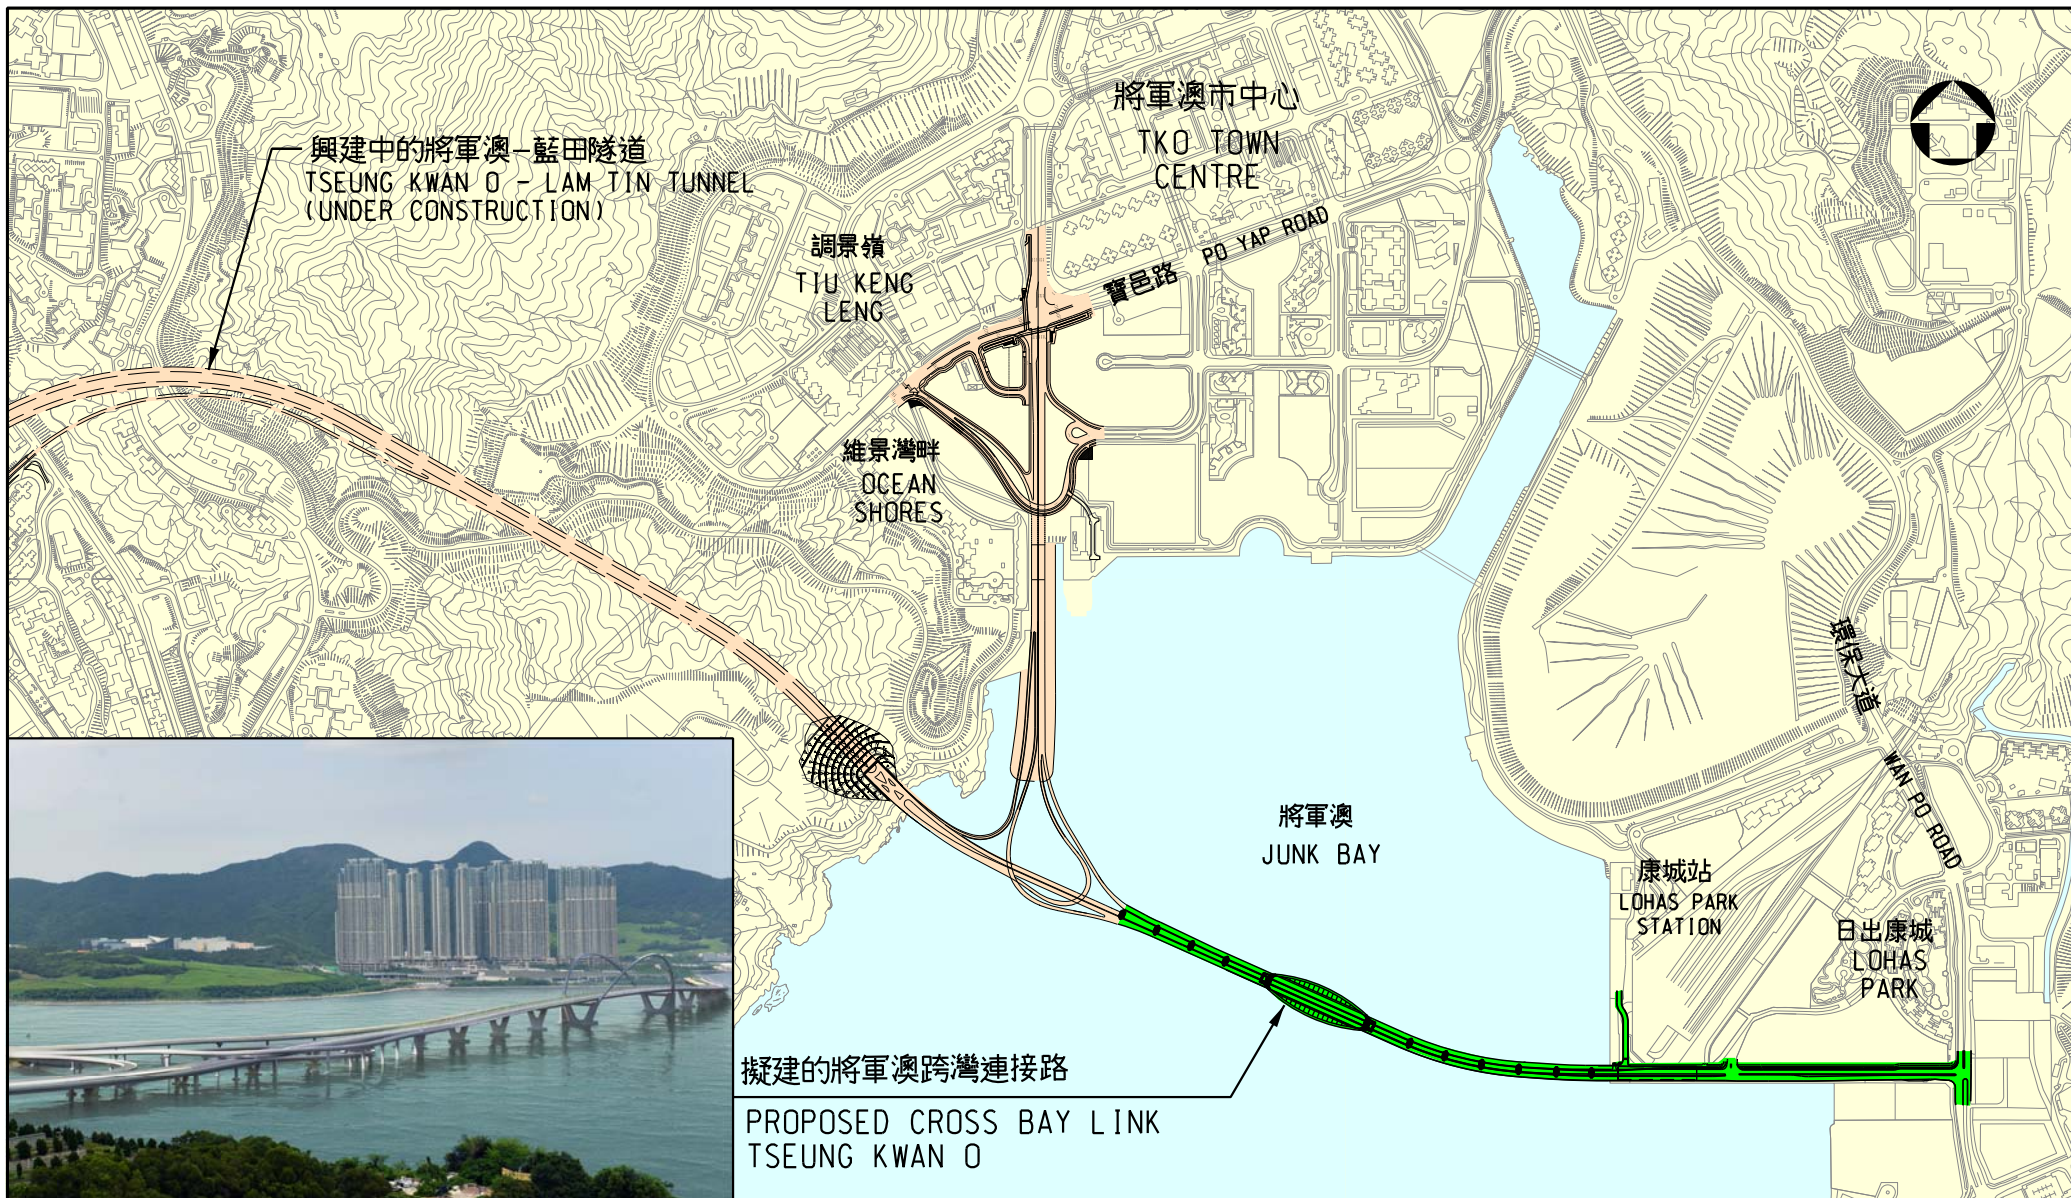 將軍澳市中心
TKO TOWN
CENTRE
興建中的將軍澳-藍田隧道
TSEUNG KWAN O - LAM TIN TUNNEL
(UNDER CONSTRUCTION)
調景嶺
TIU KENG
LENG
寶邑路 PO YAP ROAD
維景灣畔
OCEAN
SHORES
環保大道
WAN PO ROAD
將軍澳
JUNK BAY
康城站
LOHAS PARK
STATION
日出康城
LOHAS
PARK
擬建的將軍澳跨灣連接路
PROPOSED CROSS BAY LINK
TSEUNG KWAN O